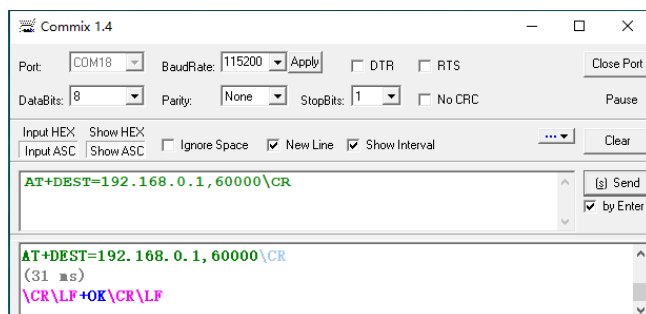 Commix 1.4
Port: COM18 BaudRate: 115200 Apply DTR RTS Close Port
DataBits: 8 Parity: None StopBits: 1 No CRC Pause
Input HEX Show HEX
Input ASC Show ASC Ignore Space New Line Show Interval ... Clear
AT+DEST=192.168.0.1,60000\CR
(s) Send
by Enter
AT+DEST=192.168.0.1,60000\CR
(31 ms)
\CR\LF+OK\CR\LF